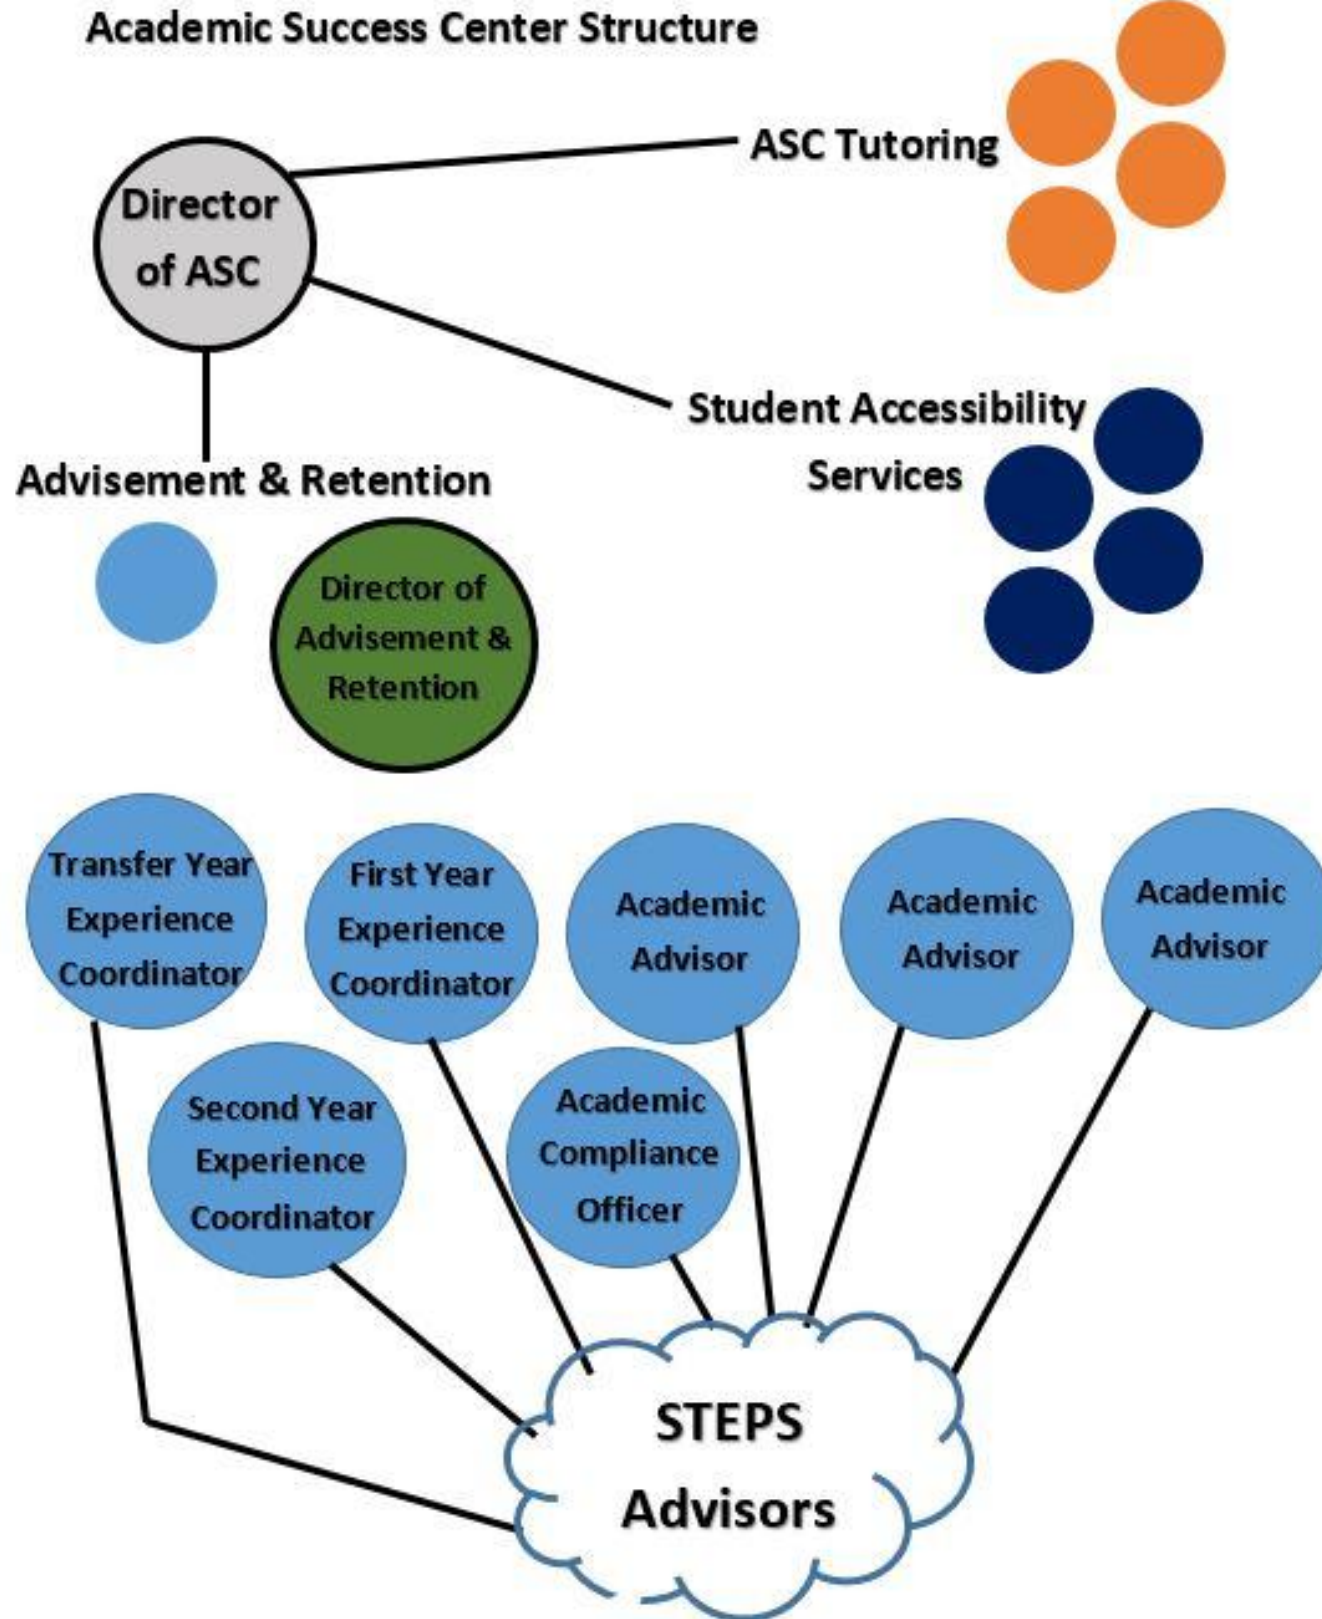 Academic Success Center Structure
ASC Tutoring
Director
of ASC
Student Accessibility
Services
Advisement & Retention
Director of
Advisement &
Retention
Transfer Year
Experience
Coordinator
First Year
Experience
Coordinator
Academic
Advisor
Academic
Advisor
Academic
Advisor
Second Year
Experience
Coordinator
Academic
Compliance
Officer
STEPS
Advisors